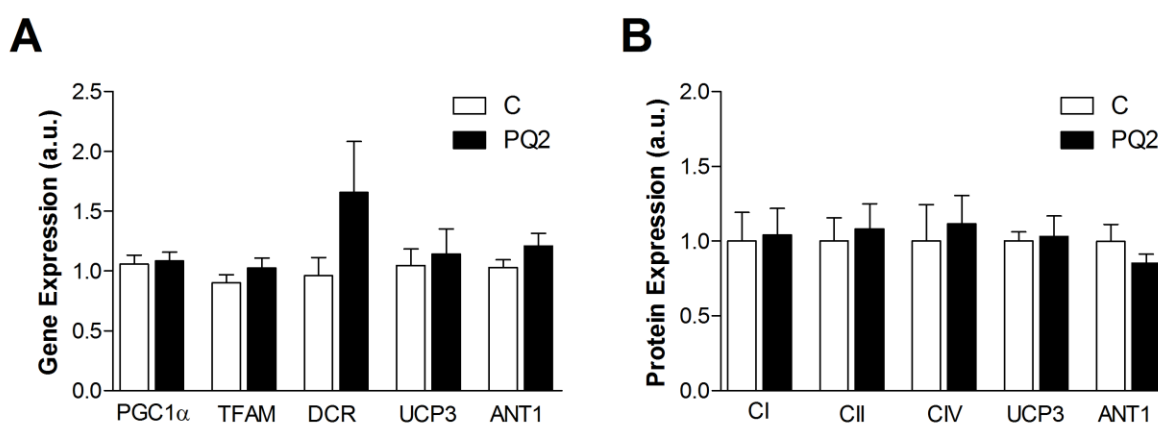 A
Gene Expression (a.u.)
2.5
2.0
1.5
1.0
0.5
0.0
C
PQ2
PGC1α TFAM DCR UCP3 ANT1
B
Protein Expression (a.u.)
2.0
1.5
1.0
0.5
0.0
C
PQ2
CI CII CIV UCP3 ANT1